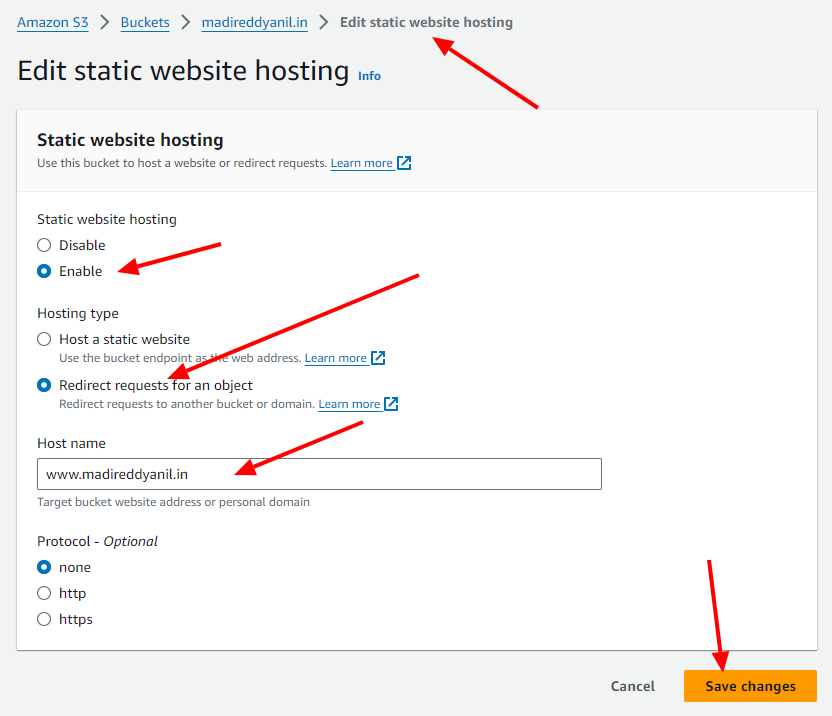 Amazon S3 > Buckets > madireddyanil.in > Edit static website hosting
Edit static website hosting Info
Static website hosting
Use this bucket to host a website or redirect requests. Learn more
Static website hosting
Disable
Enable
Hosting type
Host a static website
Use the bucket endpoint as the web address. Learn more
Redirect requests for an object
Redirect requests to another bucket or domain. Learn more
Host name
www.madireddyanil.in
Target bucket website address or personal domain
Protocol - Optional
none
http
https
Cancel Save changes